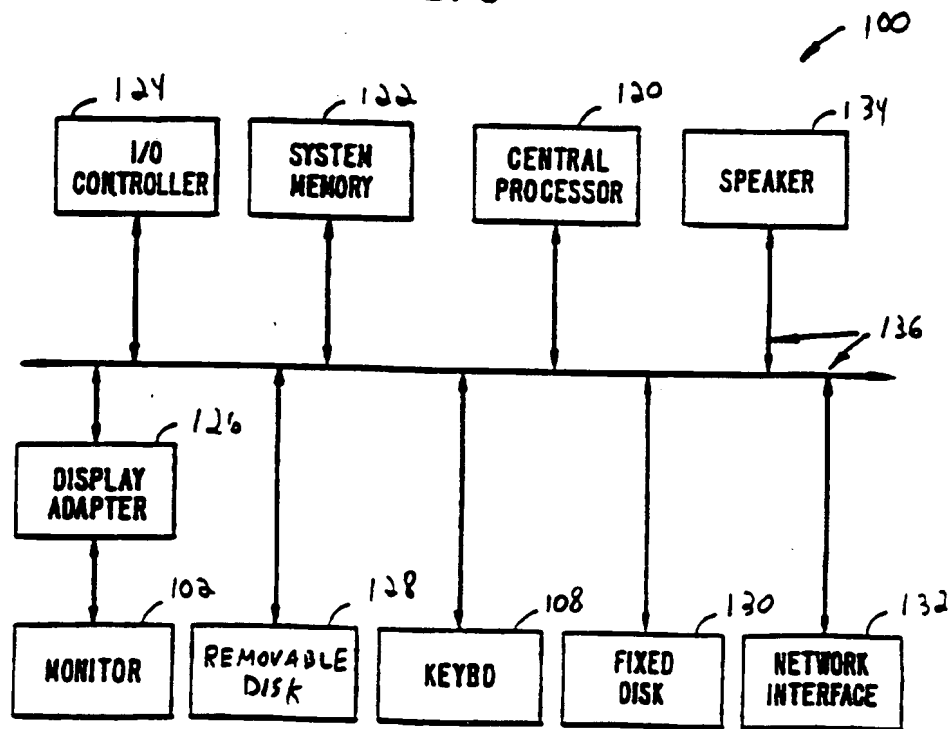 100
124
122
120
134
I/O
CONTROLLER
SYSTEM
MEMORY
CENTRAL
PROCESSOR
SPEAKER
136
126
DISPLAY
ADAPTER
102
128
108
130
132
MONITOR
REMOVABLE
DISK
KEYBD
FIXED
DISK
NETWORK
INTERFACE